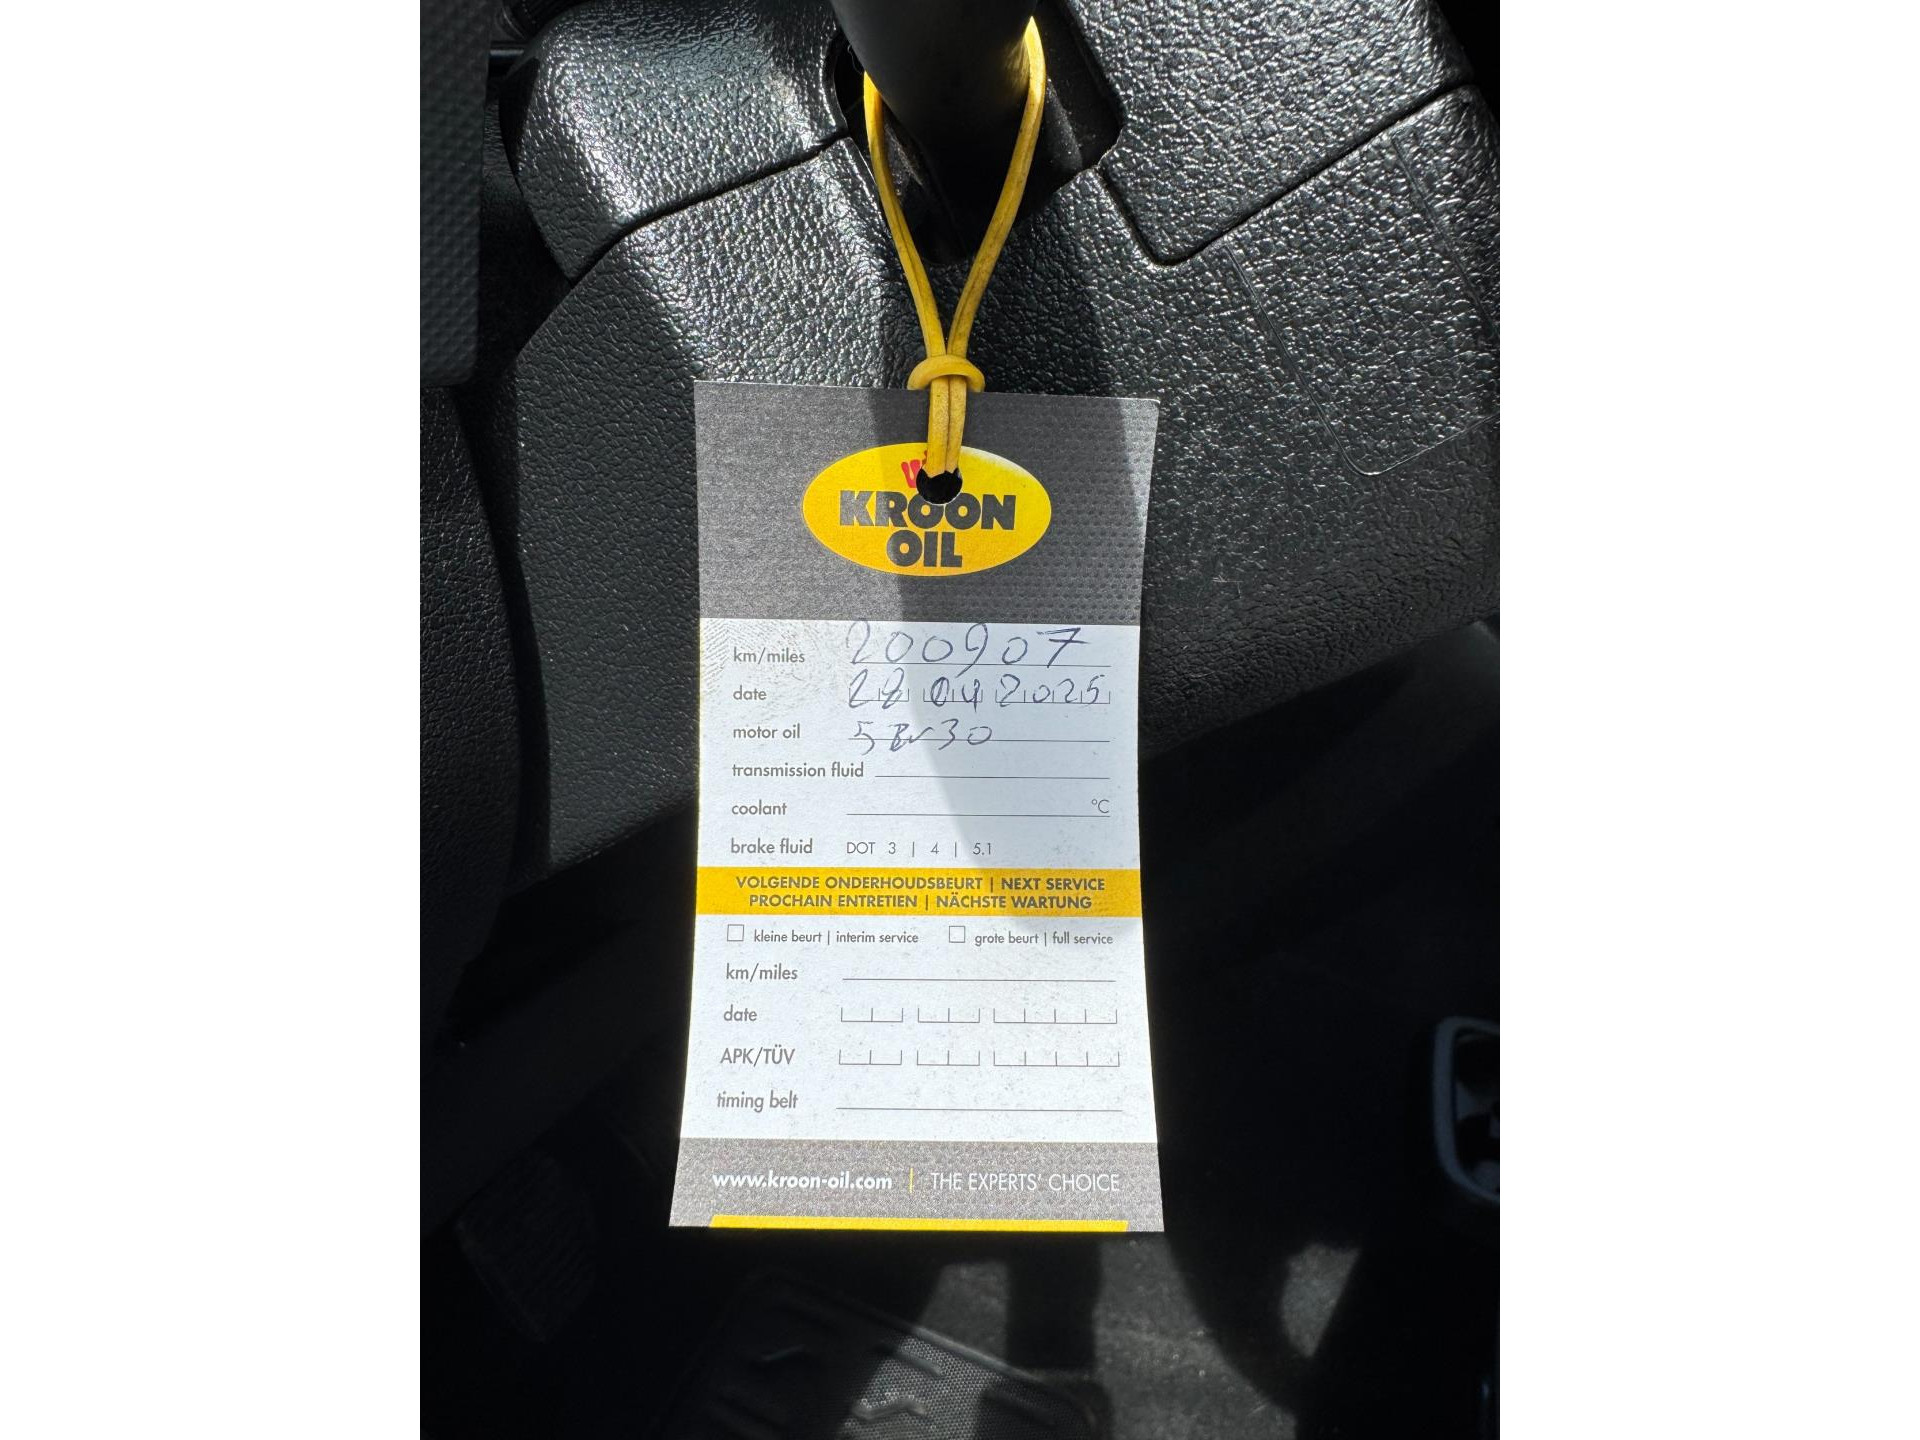 KROON
OIL
km/miles 200907
date 28 04 2025
motor oil 5W30
transmission fluid
coolant °C
brake fluid DOT 3 | 4 | 5.1
VOLGENDE ONDERHOUDSBEURT | NEXT SERVICE
PROCHAIN ENTRETIEN | NÄCHSTE WARTUNG
kleine beurt | interim service grote beurt | full service
km/miles
date
APK/TÜV
timing belt
www.kroon-oil.com | THE EXPERTS' CHOICE